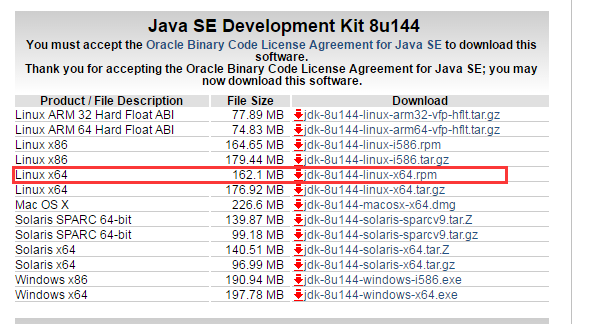 Java SE Development Kit 8u144
You must accept the Oracle Binary Code License Agreement for Java SE to download this
software.
Thank you for accepting the Oracle Binary Code License Agreement for Java SE; you may
now download this software.
Product / File Description File Size Download
Linux ARM 32 Hard Float ABI 77.89 MB jdk-8u144-linux-arm32-vfp-hflt.tar.gz
Linux ARM 64 Hard Float ABI 74.83 MB jdk-8u144-linux-arm64-vfp-hflt.tar.gz
Linux x86 164.65 MB jdk-8u144-linux-i586.rpm
Linux x86 179.44 MB jdk-8u144-linux-i586.tar.gz
Linux x64 162.1 MB jdk-8u144-linux-x64.rpm
Linux x64 176.92 MB jdk-8u144-linux-x64.tar.gz
Mac OS X 226.6 MB jdk-8u144-macosx-x64.dmg
Solaris SPARC 64-bit 139.87 MB jdk-8u144-solaris-sparcv9.tar.Z
Solaris SPARC 64-bit 99.18 MB jdk-8u144-solaris-sparcv9.tar.gz
Solaris x64 140.51 MB jdk-8u144-solaris-x64.tar.Z
Solaris x64 96.99 MB jdk-8u144-solaris-x64.tar.gz
Windows x86 190.94 MB jdk-8u144-windows-i586.exe
Windows x64 197.78 MB jdk-8u144-windows-x64.exe